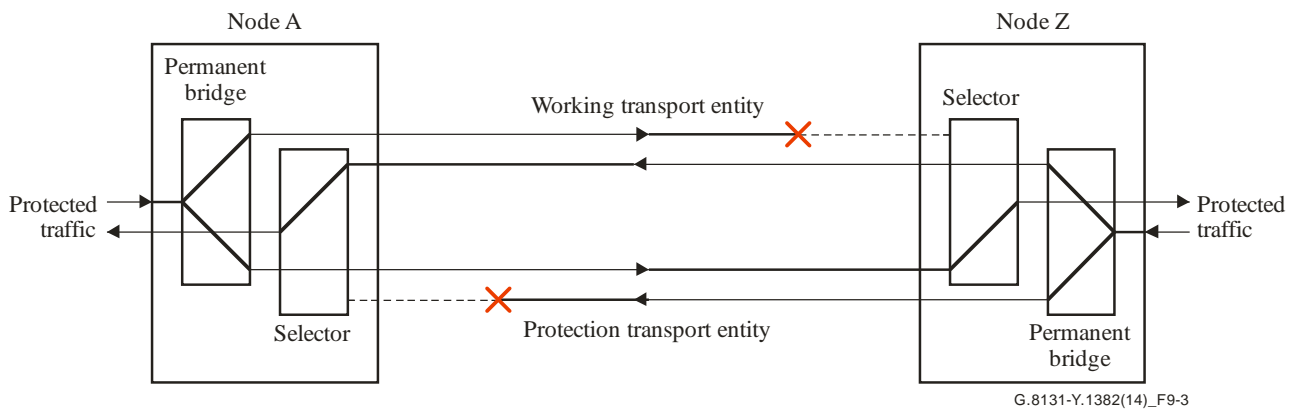 Node A
Node Z
Permanent
bridge
Working transport entity
Selector
Protected
traffic
Protected
traffic
Selector
Protection transport entity
Permanent
bridge
G.8131-Y.1382(14)_F9-3